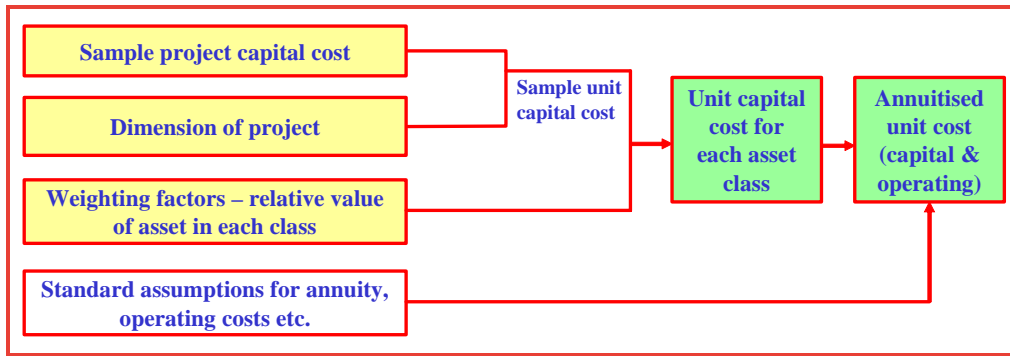 Sample project capital cost
Dimension of project
Sample unit
capital cost
Weighting factors – relative value
of asset in each class
Standard assumptions for annuity,
operating costs etc.
Unit capital
cost for
each asset
class
Annuitised
unit cost
(capital &
operating)